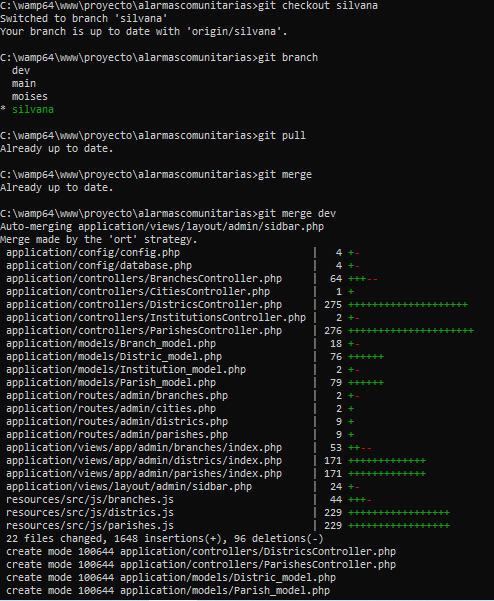 C:\wamp64\www\proyecto\alarmascomunitarias>git checkout silvana
Switched to branch 'silvana'
Your branch is up to date with 'origin/silvana'.
C:\wamp64\www\proyecto\alarmascomunitarias>git branch
  dev
  main
  moises
* silvana
C:\wamp64\www\proyecto\alarmascomunitarias>git pull
Already up to date.
C:\wamp64\www\proyecto\alarmascomunitarias>git merge
Already up to date.
C:\wamp64\www\proyecto\alarmascomunitarias>git merge dev
Auto-merging application/views/layout/admin/sidbar.php
Merge made by the 'ort' strategy.
 application/config/config.php | 4 +-
 application/config/database.php | 4 +-
 application/controllers/BranchesController.php | 64 +++--
 application/controllers/CitiesController.php | 1 +
 application/controllers/DistricsController.php | 275 ++++++++++++++++++++
 application/controllers/InstitutionsController.php | 2 +-
 application/controllers/ParishesController.php | 276 +++++++++++++++++++++
 application/models/Branch_model.php | 18 +-
 application/models/Distric_model.php | 76 ++++++
 application/models/Institution_model.php | 2 +-
 application/models/Parish_model.php | 79 ++++++
 application/routes/admin/branches.php | 2 +-
 application/routes/admin/cities.php | 2 +
 application/routes/admin/districs.php | 9 +
 application/routes/admin/parishes.php | 9 +
 application/views/app/admin/branches/index.php | 53 ++--
 application/views/app/admin/districs/index.php | 171 +++++++++++++
 application/views/app/admin/parishes/index.php | 171 +++++++++++++
 application/views/layout/admin/sidbar.php | 24 +-
 resources/src/js/branches.js | 44 +++-
 resources/src/js/districs.js | 229 +++++++++++++++++
 resources/src/js/parishes.js | 229 +++++++++++++++++
 22 files changed, 1648 insertions(+), 96 deletions(-)
 create mode 100644 application/controllers/DistricsController.php
 create mode 100644 application/controllers/ParishesController.php
 create mode 100644 application/models/Distric_model.php
 create mode 100644 application/models/Parish_model.php